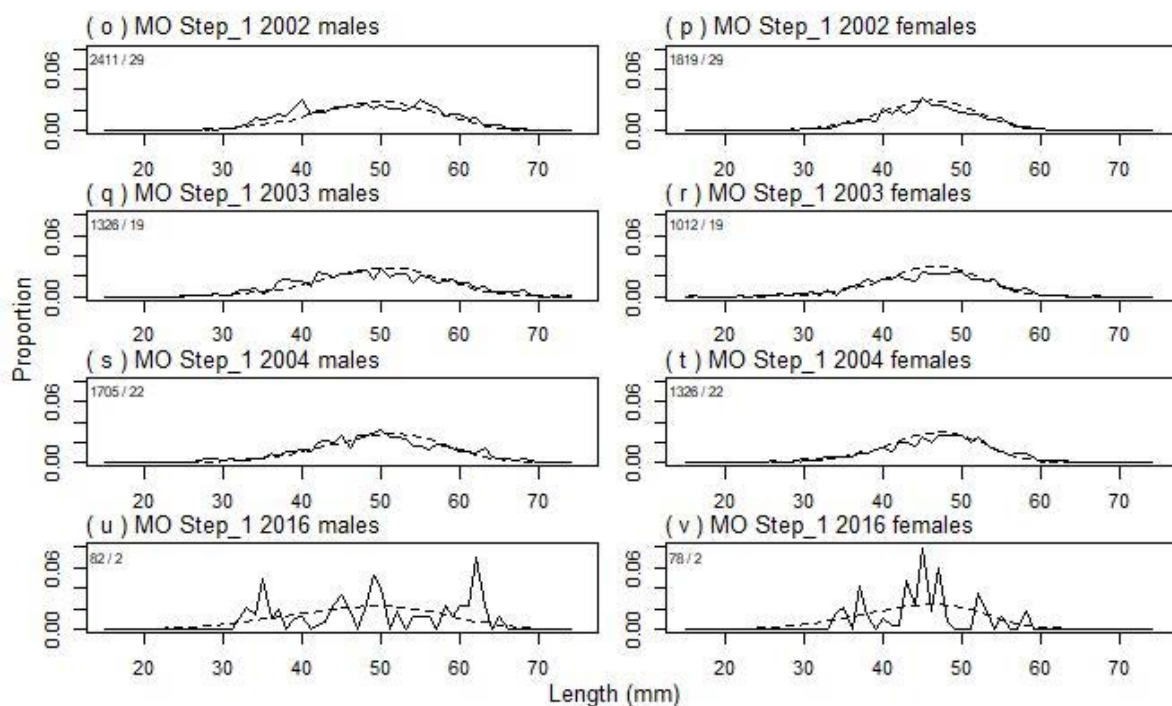 ( o ) MO Step_1 2002 males
2411 / 29
0.06
0.00
20 30 40 50 60 70
( p ) MO Step_1 2002 females
1819 / 29
0.06
0.00
20 30 40 50 60 70
( q ) MO Step_1 2003 males
1326 / 19
0.06
0.00
20 30 40 50 60 70
( r ) MO Step_1 2003 females
1012 / 19
0.06
0.00
20 30 40 50 60 70
( s ) MO Step_1 2004 males
1705 / 22
0.06
0.00
20 30 40 50 60 70
( t ) MO Step_1 2004 females
1326 / 22
0.06
0.00
20 30 40 50 60 70
( u ) MO Step_1 2016 males
82 / 2
0.06
0.00
20 30 40 50 60 70
( v ) MO Step_1 2016 females
78 / 2
0.06
0.00
20 30 40 50 60 70
Proportion
Length (mm)